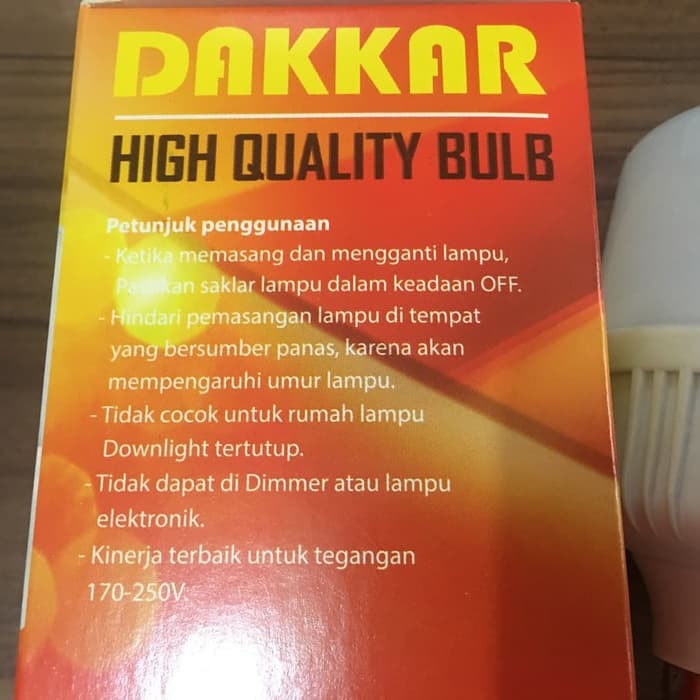 DAKKAR
HIGH QUALITY BULB
Petunjuk penggunaan
- Ketika memasang dan mengganti lampu,
Pastikan saklar lampu dalam keadaan OFF.
- Hindari pemasangan lampu di tempat
yang bersumber panas, karena akan
mempengaruhi umur lampu.
- Tidak cocok untuk rumah lampu
Downlight tertutup.
- Tidak dapat di Dimmer atau lampu
elektronik.
- Kinerja terbaik untuk tegangan
170-250V.